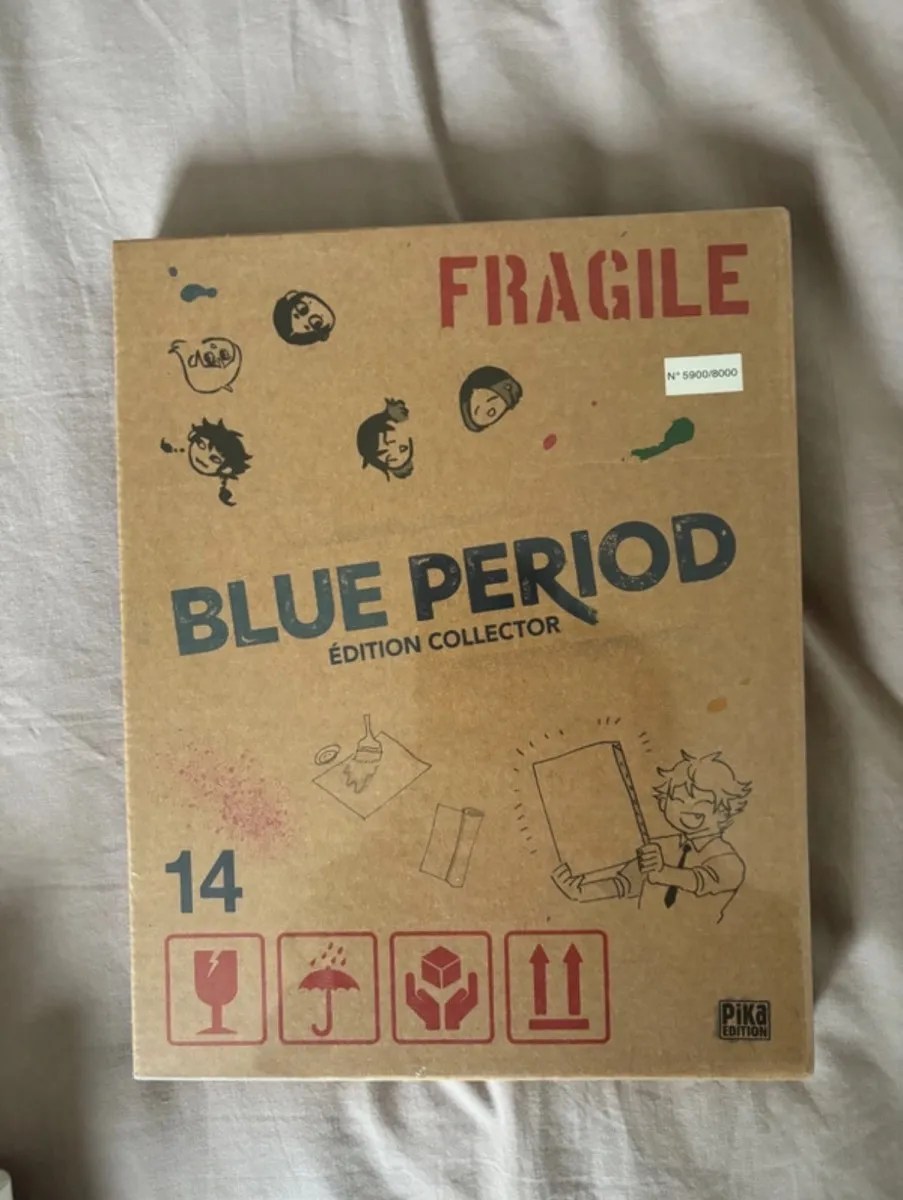 FRAGILE
N° 5900/8000
BLUE PERIOD
ÉDITION COLLECTOR
14
PiKa
EDITION